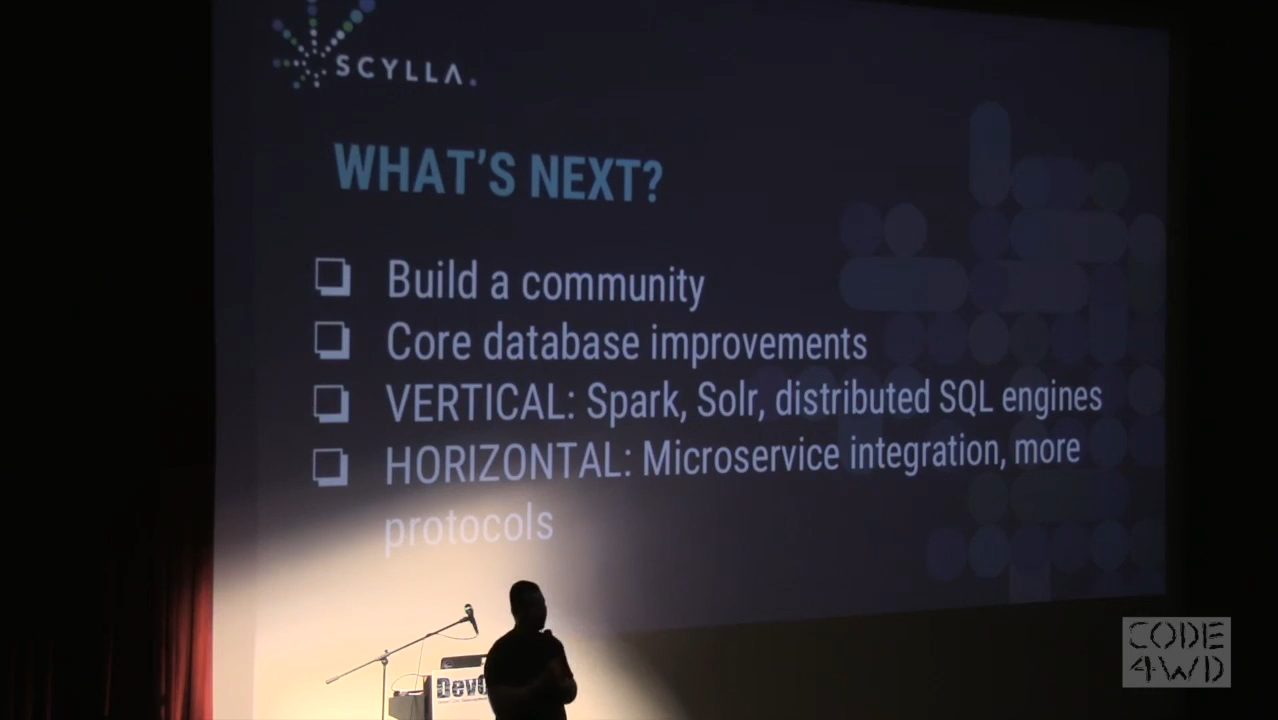 SCYLLA.
WHAT'S NEXT?
Build a community
Core database improvements
VERTICAL: Spark, Solr, distributed SQL engines
HORIZONTAL: Microservice integration, more
protocols
CODE
4WD